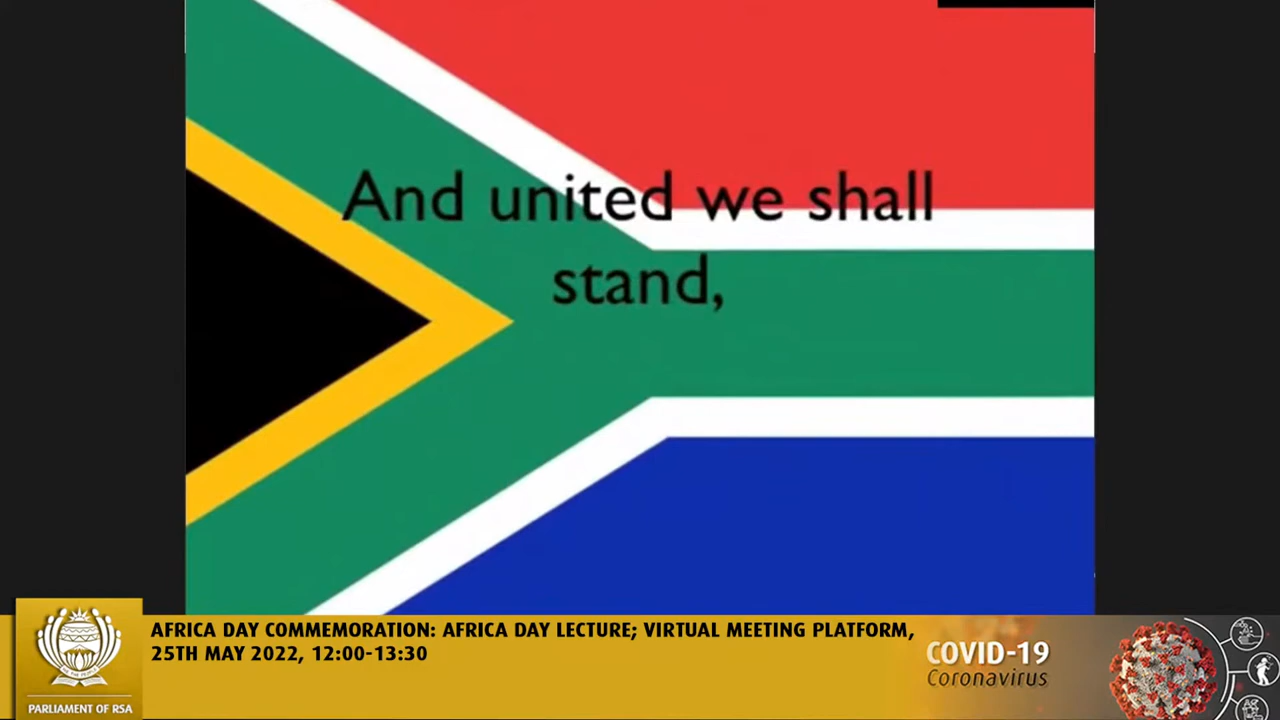 And united we shall
stand,
AFRICA DAY COMMEMORATION: AFRICA DAY LECTURE; VIRTUAL MEETING PLATFORM,
25TH MAY 2022, 12:00-13:30
COVID-19
Coronavirus
PARLIAMENT OF RSA